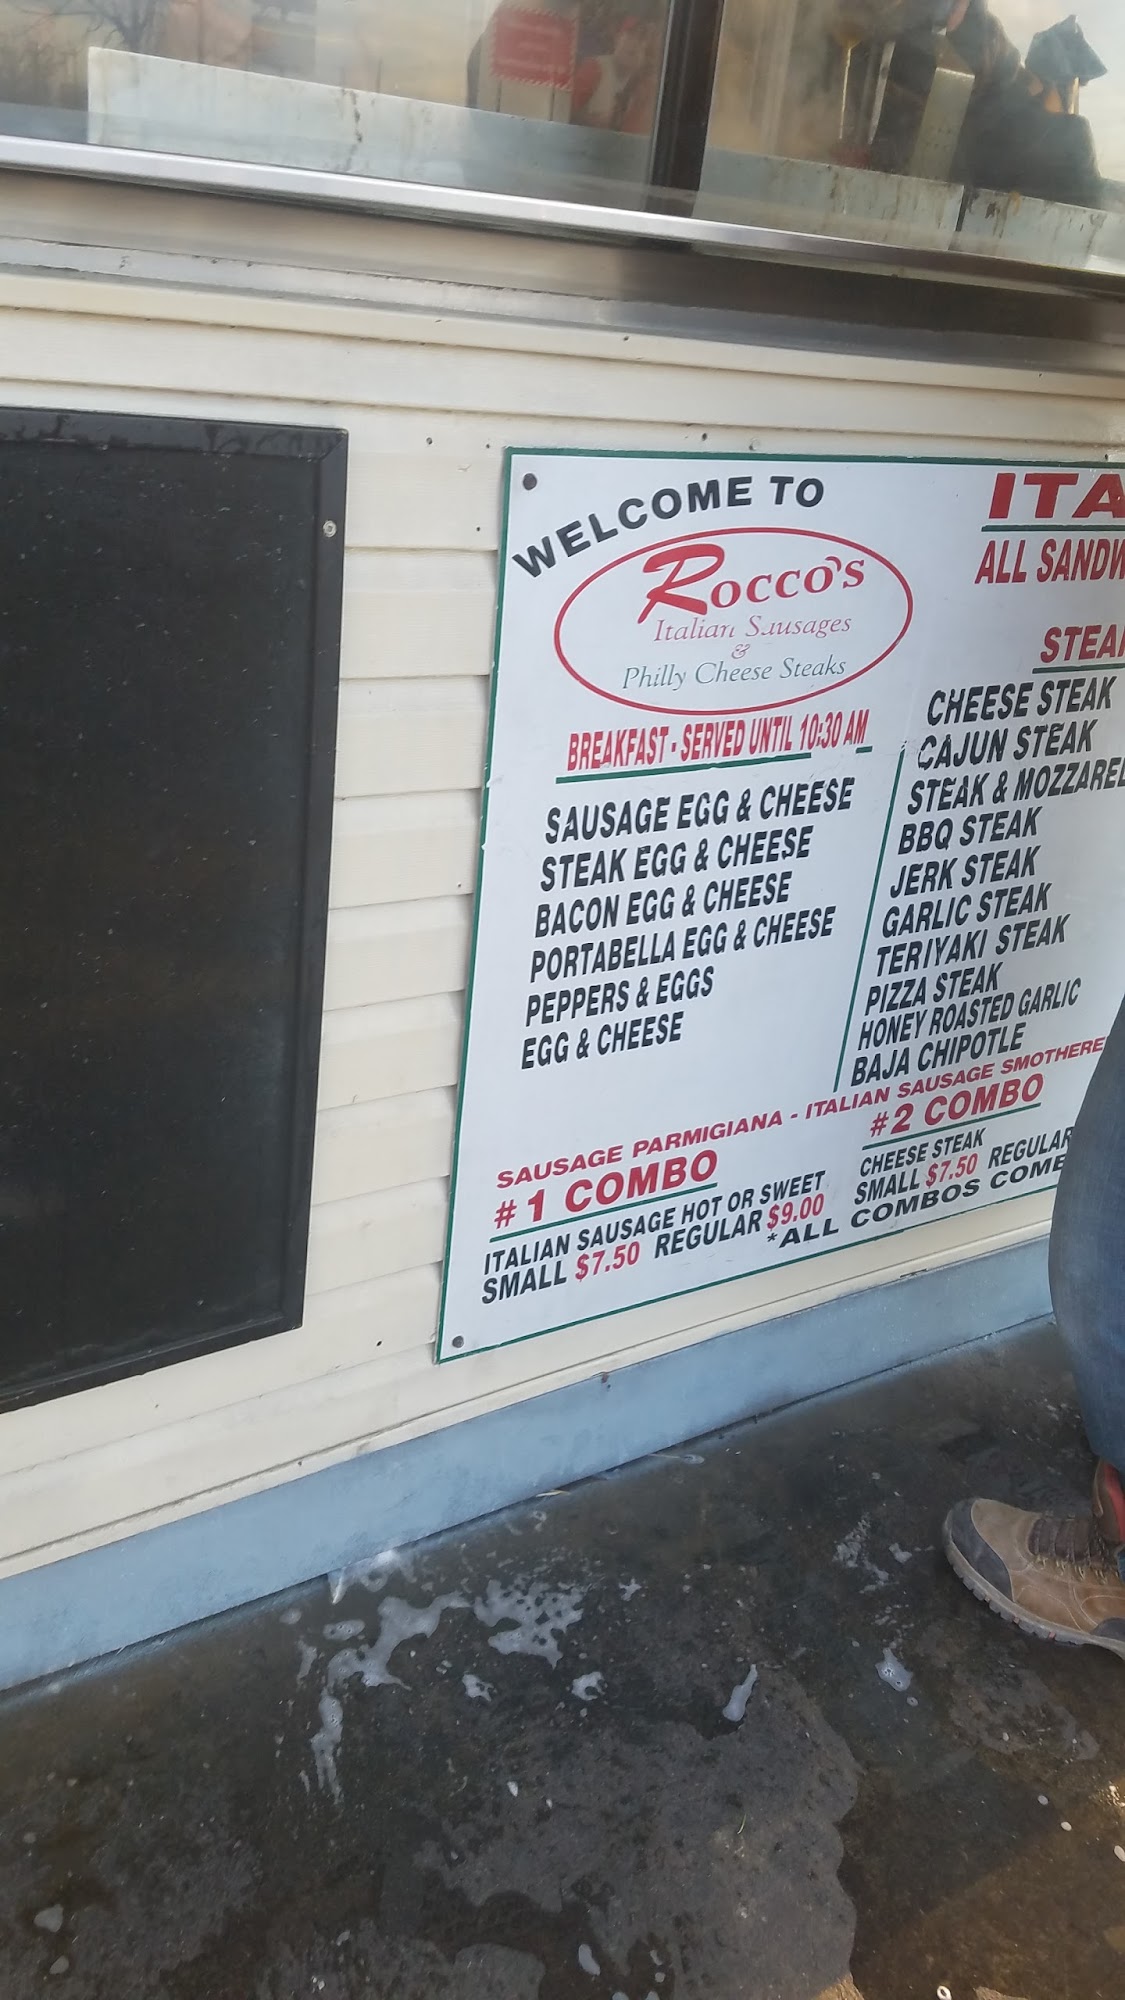 WELCOME TO
ROCCO'S
Italian Sausages
&
Philly Cheese Steaks
BREAKFAST - SERVED UNTIL 10:30 AM
SAUSAGE EGG & CHEESE
STEAK EGG & CHEESE
BACON EGG & CHEESE
PORTABELLA EGG & CHEESE
PEPPERS & EGGS
EGG & CHEESE
ITA
ALL SANDW
STEA
CHEESE STEAK
CAJUN STEAK
STEAK & MOZZAREL
BBQ STEAK
JERK STEAK
GARLIC STEAK
TERIYAKI STEAK
PIZZA STEAK
HONEY ROASTED GARLIC
BAJA CHIPOTLE
SAUSAGE PARMIGIANA - ITALIAN SAUSAGE SMOTHERE
#1 COMBO
ITALIAN SAUSAGE HOT OR SWEET
SMALL $7.50 REGULAR $9.00
#2 COMBO
CHEESE STEAK
SMALL $7.50 REGULAR
*ALL COMBOS COME